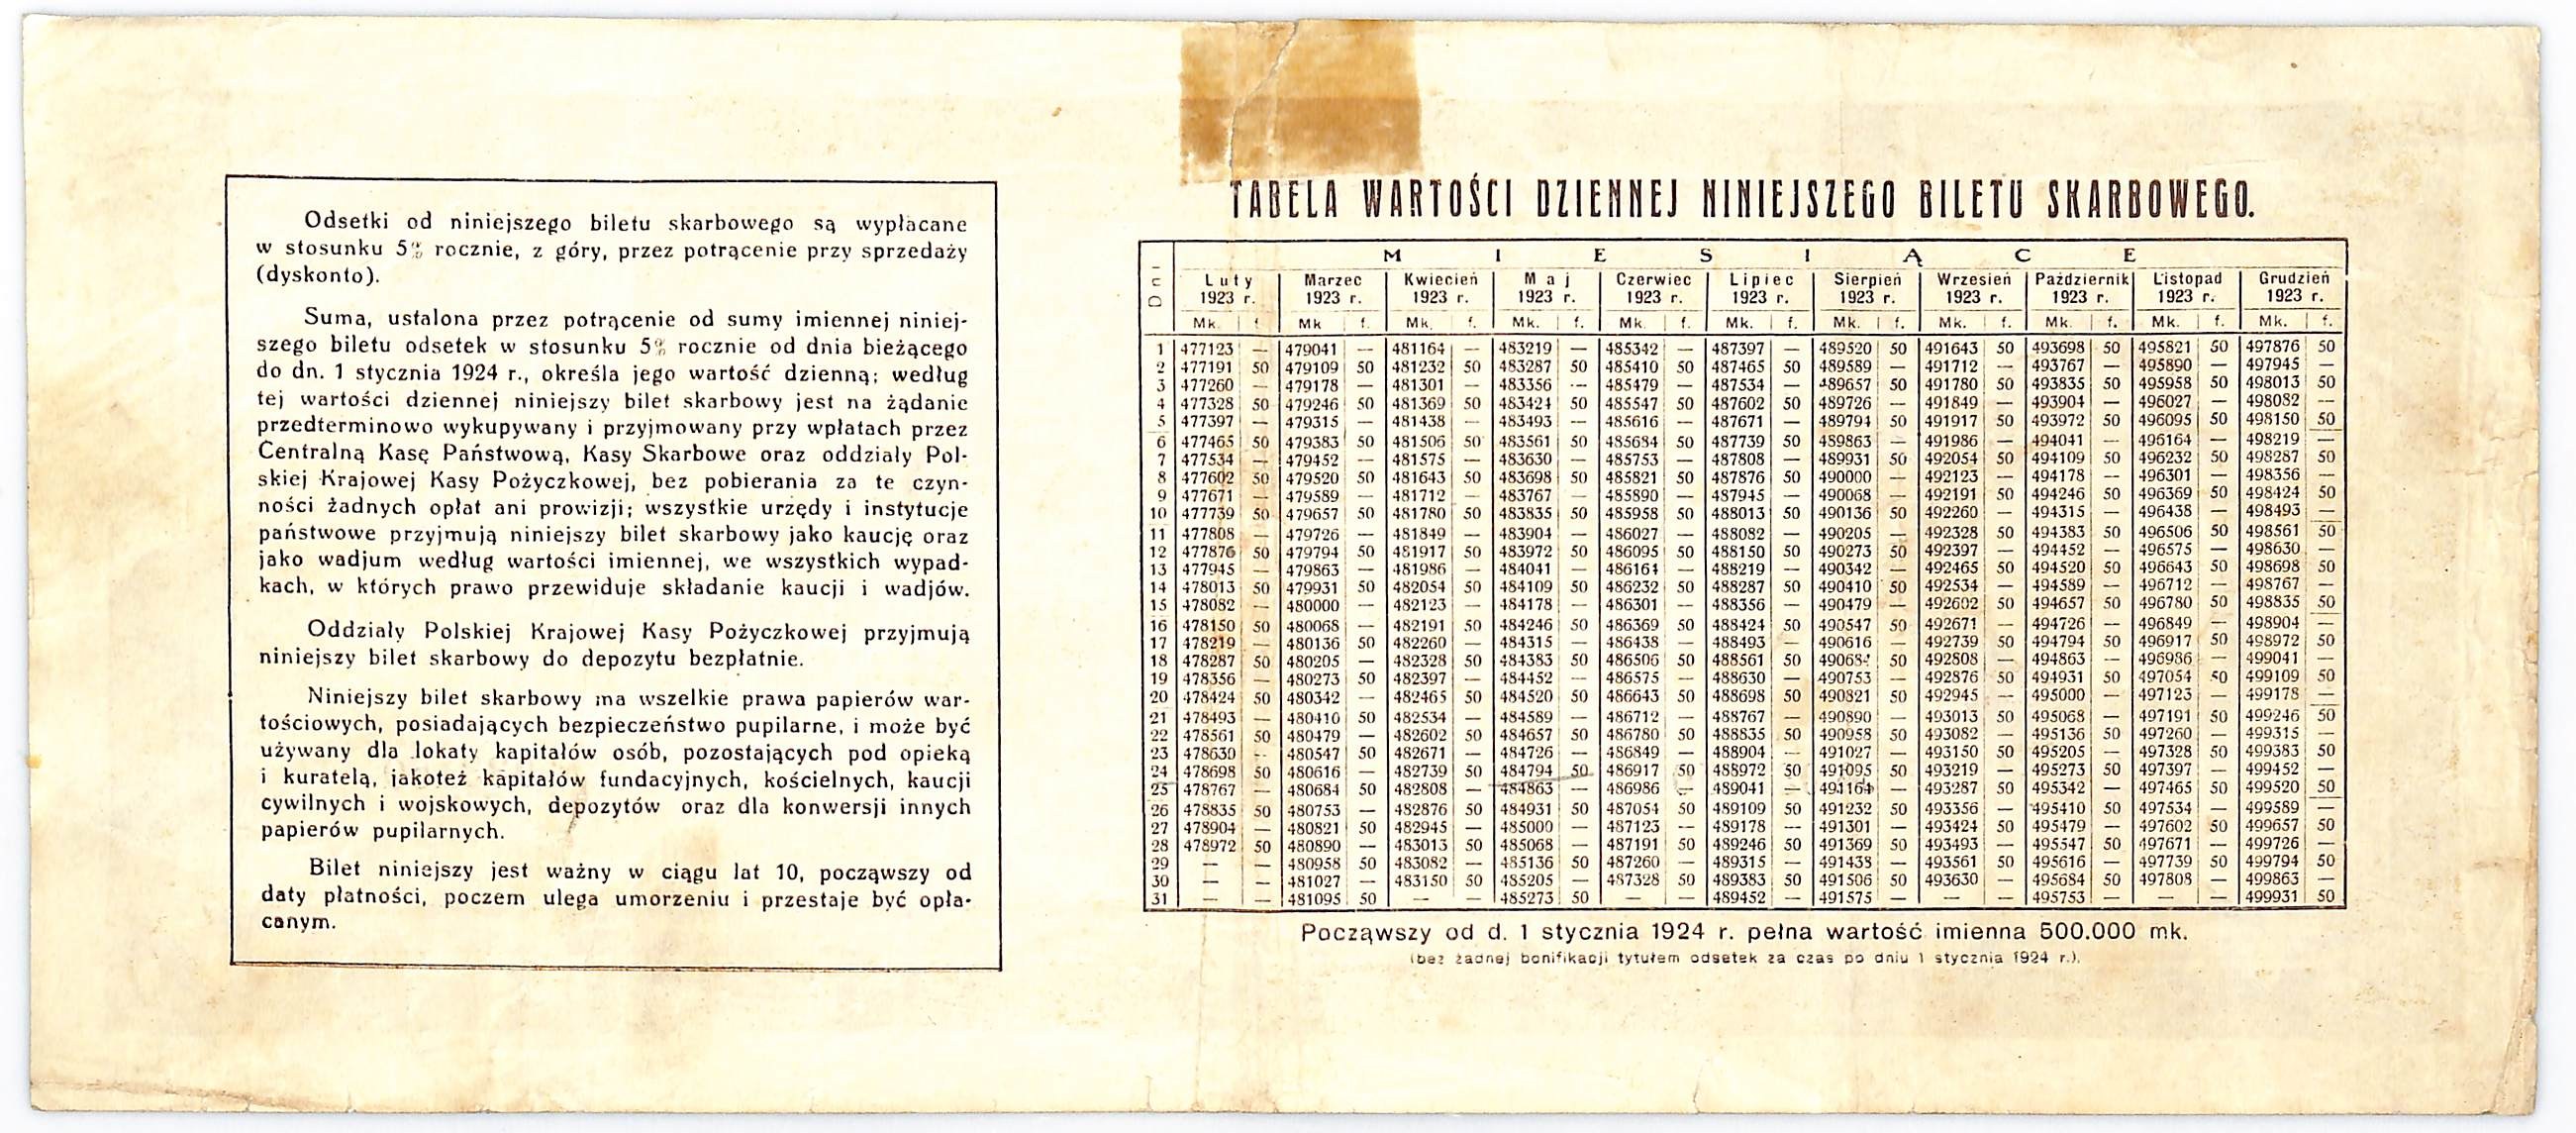 Odsetki od niniejszego biletu skarbowego są wypłacane
w stosunku 5% rocznie, z góry, przez potrącenie przy sprzedaży
(dyskonto).
Suma, ustalona przez potrącenie od sumy imiennej niniej-
szego biletu odsetek w stosunku 5% rocznie od dnia bieżącego
do dn. 1 stycznia 1924 r., określa jego wartość dzienną; według
tej wartości dziennej niniejszy bilet skarbowy jest na żądanie
przedterminowo wykupywany i przyjmowany przy wpłatach przez
Centralną Kasę Państwową, Kasy Skarbowe oraz oddziały Pol-
skiej Krajowej Kasy Pożyczkowej, bez pobierania za te czyn-
ności żadnych opłat ani prowizji; wszystkie urzędy i instytucje
państwowe przyjmują niniejszy bilet skarbowy jako kaucję oraz
jako wadjum według wartości imiennej, we wszystkich wypad-
kach, w których prawo przewiduje składanie kaucji i wadjów.
Oddziały Polskiej Krajowej Kasy Pożyczkowej przyjmują
niniejszy bilet skarbowy do depozytu bezpłatnie.
Niniejszy bilet skarbowy ma wszelkie prawa papierów war-
tościowych, posiadających bezpieczeństwo pupilarne, i może być
używany dla lokaty kapitałów osób, pozostających pod opieką
i kuratelą, jakoteż kapitałów fundacyjnych, kościelnych, kaucji
cywilnych i wojskowych, depozytów oraz dla konwersji innych
papierów pupilarnych.
Bilet niniejszy jest ważny w ciągu lat 10, począwszy od
daty płatności, poczem ulega umorzeniu i przestaje być opła-
canym.
TABELA WARTOŚCI DZIENNEJ NINIEJSZEGO BILETU SKARBOWEGO.
Dni
MIESIĄCE
Luty Marzec Kwiecień Maj Czerwiec Lipiec Sierpień Wrzesień Październik Listopad Grudzień
1923 r. 1923 r. 1923 r. 1923 r. 1923 r. 1923 r. 1923 r. 1923 r. 1923 r. 1923 r. 1923 r.
Mk. f. Mk f. Mk. f. Mk. f. Mk. f. Mk. f. Mk. f. Mk. f. Mk. f. Mk. f. Mk. f.
1 477123 — 479041 — 481164 — 483219 — 485342 — 487397 — 489520 50 491643 50 493698 50 495821 50 497876 50
2 477191 50 479109 50 481232 50 483287 50 485410 50 487465 50 489589 — 491712 — 493767 — 495890 — 497945 —
3 477260 — 479178 — 481301 — 483356 — 485479 — 487534 — 489657 50 491780 50 493835 50 495958 50 498013 50
4 477328 50 479246 50 481369 50 483424 50 485547 50 487602 50 489726 — 491849 — 493904 — 496027 — 498082 —
5 477397 — 479315 — 481438 — 483493 — 485616 — 487671 — 489794 50 491917 50 493972 50 496095 50 498150 50
6 477465 50 479383 50 481506 50 483561 50 485684 50 487739 50 489863 — 491986 — 494041 — 496164 — 498219 —
7 477534 — 479452 — 481575 — 483630 — 485753 — 487808 — 489931 50 492054 50 494109 50 496232 50 498287 50
8 477602 50 479520 50 481643 50 483698 50 485821 50 487876 50 490000 — 492123 — 494178 — 496301 — 498356 —
9 477671 — 479589 — 481712 — 483767 — 485890 — 487945 — 490068 — 492191 50 494246 50 496369 50 498424 50
10 477739 50 479657 50 481780 50 483835 50 485958 50 488013 50 490136 50 492260 — 494315 — 496438 — 498493 —
11 477808 — 479726 — 481849 — 483904 — 486027 — 488082 — 490205 — 492328 50 494383 50 496506 50 498561 50
12 477876 50 479794 50 481917 50 483972 50 486095 50 488150 50 490273 50 492397 — 494452 — 496575 — 498630 —
13 477945 — 479863 — 481986 — 484041 — 486164 — 488219 — 490342 — 492465 50 494520 50 496643 50 498698 50
14 478013 50 479931 50 482054 50 484109 50 486232 50 488287 50 490410 50 492534 — 494589 — 496712 — 498767 —
15 478082 — 480000 — 482123 — 484178 — 486301 — 488356 — 490479 — 492602 50 494657 50 496780 50 498835 50
16 478150 50 480068 — 482191 50 484246 50 486369 50 488424 50 490547 50 492671 — 494726 — 496849 — 498904 —
17 478219 — 480136 50 482260 — 484315 — 486438 — 488493 — 490616 — 492739 50 494794 50 496917 50 498972 50
18 478287 50 480205 — 482328 50 484383 50 486506 50 488561 50 490684 50 492808 — 494863 — 496986 — 499041 —
19 478356 — 480273 50 482397 — 484452 — 486575 — 488630 — 490753 — 492876 50 494931 50 497054 50 499109 50
20 478424 50 480342 — 482465 50 484520 50 486643 50 488698 50 490821 50 492945 — 495000 — 497123 — 499178 —
21 478493 — 480410 50 482534 — 484589 — 486712 — 488767 — 490890 — 493013 50 495068 — 497191 50 499246 50
22 478561 50 480479 — 482602 50 484657 50 486780 50 488835 50 490958 50 493082 — 495136 50 497260 — 499315 —
23 478630 - 480547 50 482671 — 484726 — 486849 — 488904 — 491027 — 493150 50 495205 — 497328 50 499383 50
24 478698 50 480616 — 482739 50 484794 50 486917 50 488972 50 491095 50 493219 — 495273 50 497397 — 499452 —
25 478767 — 480684 50 482808 — 484863 — 486986 — 489041 — 491164 — 493287 50 495342 — 497465 50 499520 50
26 478835 50 480753 — 482876 50 484931 50 487054 50 489109 50 491232 50 493356 — 495410 50 497534 — 499589 —
27 478904 — 480821 50 482945 — 485000 — 487123 — 489178 — 491301 — 493424 50 495479 — 497602 50 499657 50
28 478972 50 480890 — 483013 50 485068 — 487191 50 489246 50 491369 50 493493 — 495547 50 497671 — 499726 —
29 — — 480958 50 483082 — 485136 50 487260 — 489315 — 491438 — 493561 50 495616 — 497739 50 499794 50
30 — — 481027 — 483150 50 485205 — 487328 50 489383 50 491506 50 493630 — 495684 50 497808 — 499863 —
31 — — 481095 50 — — 485273 50 — — 489452 — 491575 — — — 495753 — — — 499931 50
Począwszy od d. 1 stycznia 1924 r. pełna wartość imienna 500.000 mk.
(bez żadnej bonifikacji tytułem odsetek za czas po dniu 1 stycznia 1924 r.).